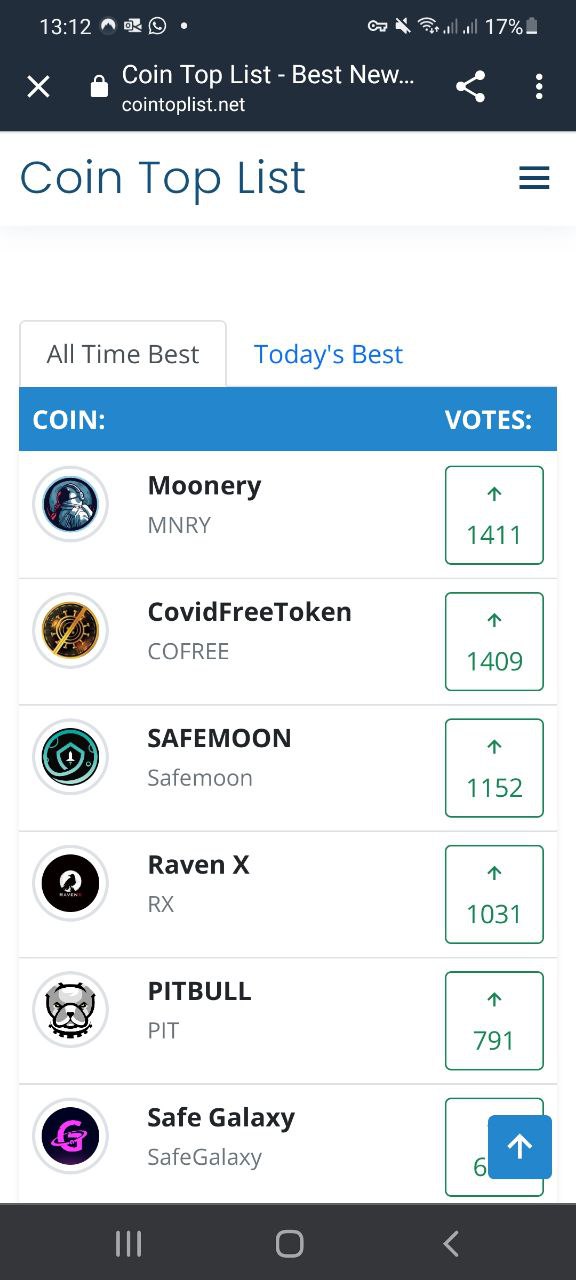 13:12 17%
Coin Top List - Best New...
cointoplist.net
Coin Top List
All Time Best Today's Best
COIN: VOTES:
Moonery
MNRY
1411
CovidFreeToken
COFREE
1409
SAFEMOON
Safemoon
1152
Raven X
RX
1031
PITBULL
PIT
791
Safe Galaxy
SafeGalaxy